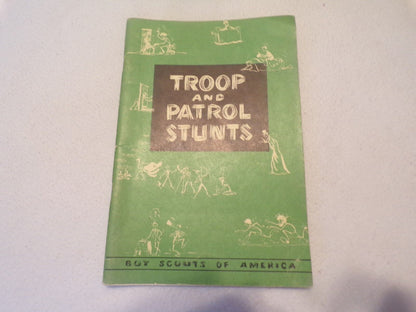 TROOP
AND
PATROL
STUNTS
BOY SCOUTS OF AMERICA